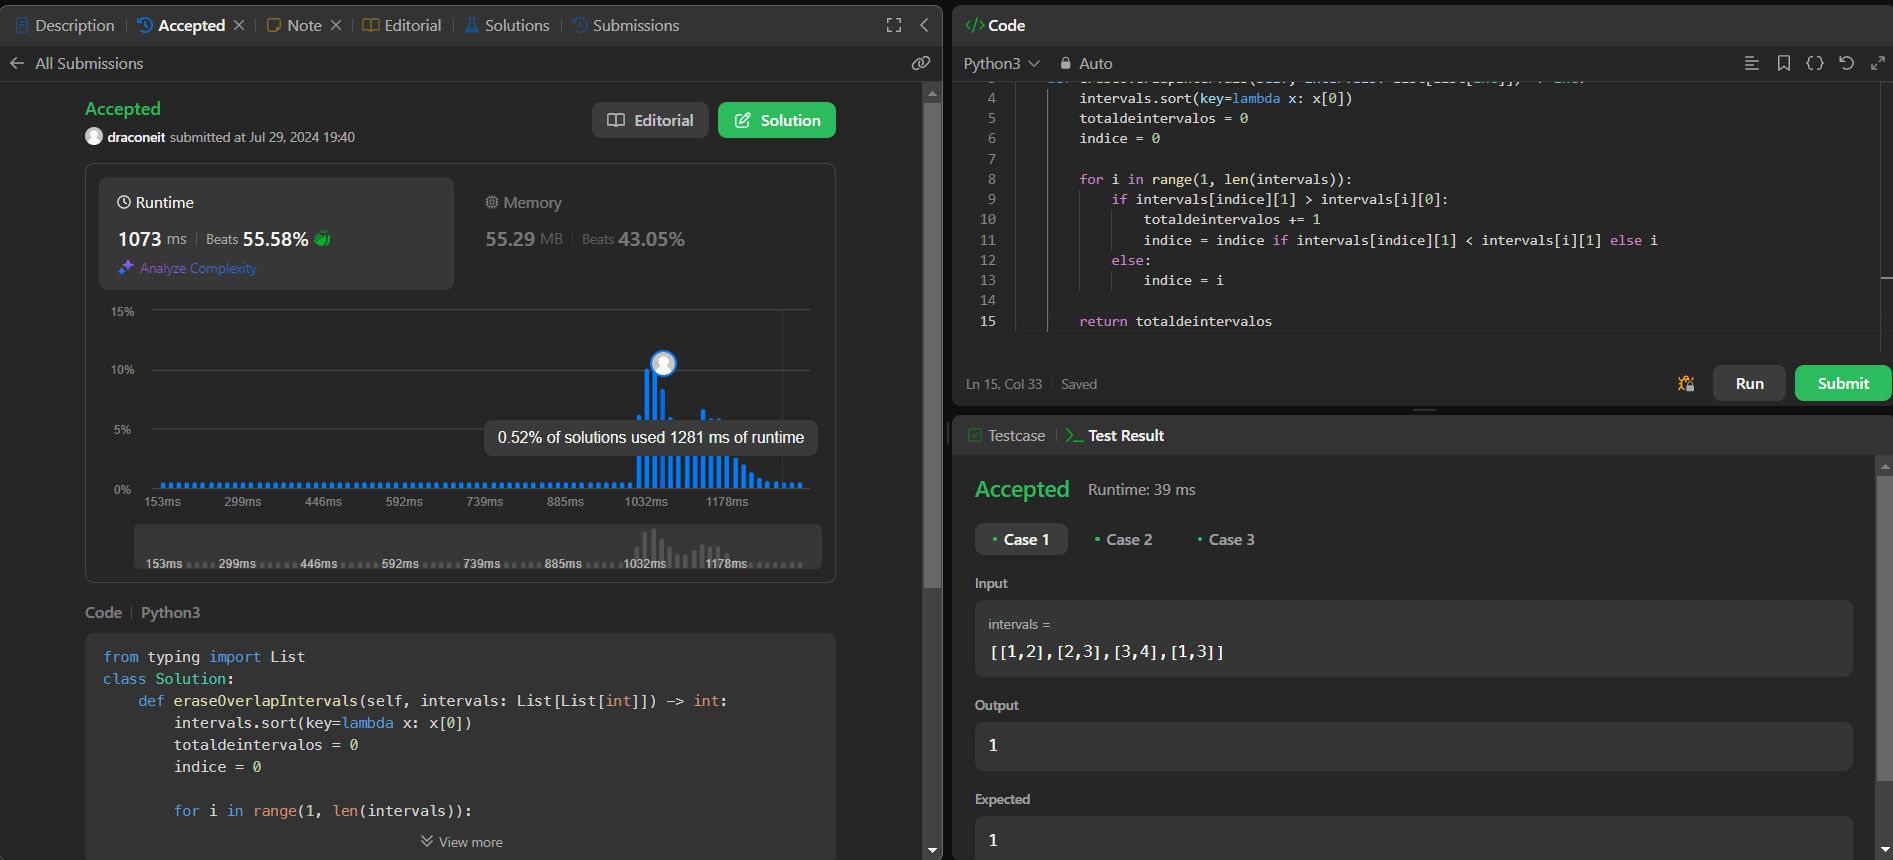 Description
Accepted
Note
Editorial
Solutions
Submissions
All Submissions
Accepted
draconeit submitted at Jul 29, 2024 19:40
Editorial
Solution
Runtime
1073 ms
Beats 55.58%
Analyze Complexity
Memory
55.29 MB
Beats 43.05%
15%
10%
5%
0%
0.52% of solutions used 1281 ms of runtime
153ms 299ms 446ms 592ms 739ms 885ms 1032ms 1178ms
153ms 299ms 446ms 592ms 739ms 885ms 1032ms 1178ms
Code
Python3
from typing import List
class Solution:
    def eraseOverlapIntervals(self, intervals: List[List[int]]) -> int:
        intervals.sort(key=lambda x: x[0])
        totaldeintervalos = 0
        indice = 0

        for i in range(1, len(intervals)):
View more
Code
Python3
Auto
4 intervals.sort(key=lambda x: x[0])
5 totaldeintervalos = 0
6 indice = 0
7
8 for i in range(1, len(intervals)):
9     if intervals[indice][1] > intervals[i][0]:
10         totaldeintervalos += 1
11         indice = indice if intervals[indice][1] < intervals[i][1] else i
12     else:
13         indice = i
14
15 return totaldeintervalos
Ln 15, Col 33
Saved
Run
Submit
Testcase
Test Result
Accepted
Runtime: 39 ms
Case 1
Case 2
Case 3
Input
intervals =
[[1,2],[2,3],[3,4],[1,3]]
Output
1
Expected
1